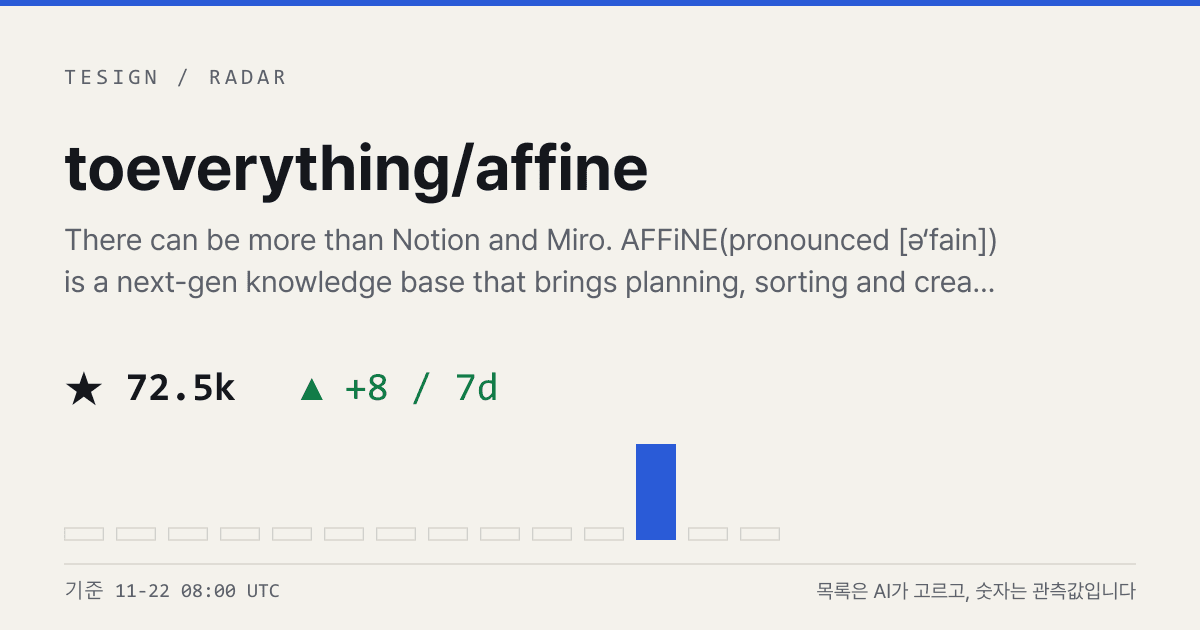 TESIGN / RADAR
toeverything/affine
There can be more than Notion and Miro. AFFiNE(pronounced [ə‘fain])
is a next-gen knowledge base that brings planning, sorting and crea…
★ 72.5k ▲ +8 / 7d
기준 11-22 08:00 UTC
목록은 AI가 고르고, 숫자는 관측값입니다